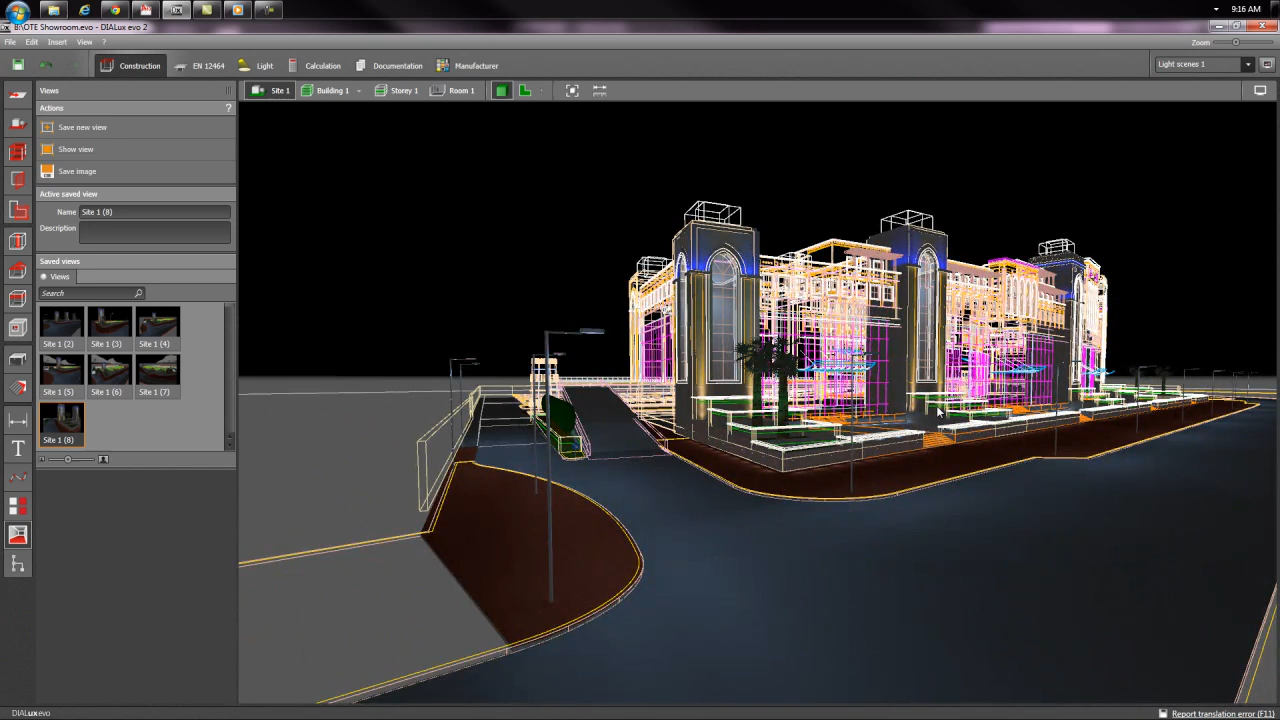 9:16 AM
B:\OTE Showroom.evo - DIALux evo 2
File Edit Insert View ?
Zoom
Construction EN 12464 Light Calculation Documentation Manufacturer
Light scenes 1
Views
Site 1 Building 1 Storey 1 Room 1
Actions ?
Save new view
Show view
Save image
Active saved view
Name Site 1 (8)
Description
Saved views
Views
Search
Site 1 (2) Site 1 (3) Site 1 (4)
Site 1 (5) Site 1 (6) Site 1 (7)
Site 1 (8)
T
DIALux evo
Report translation error (F11)